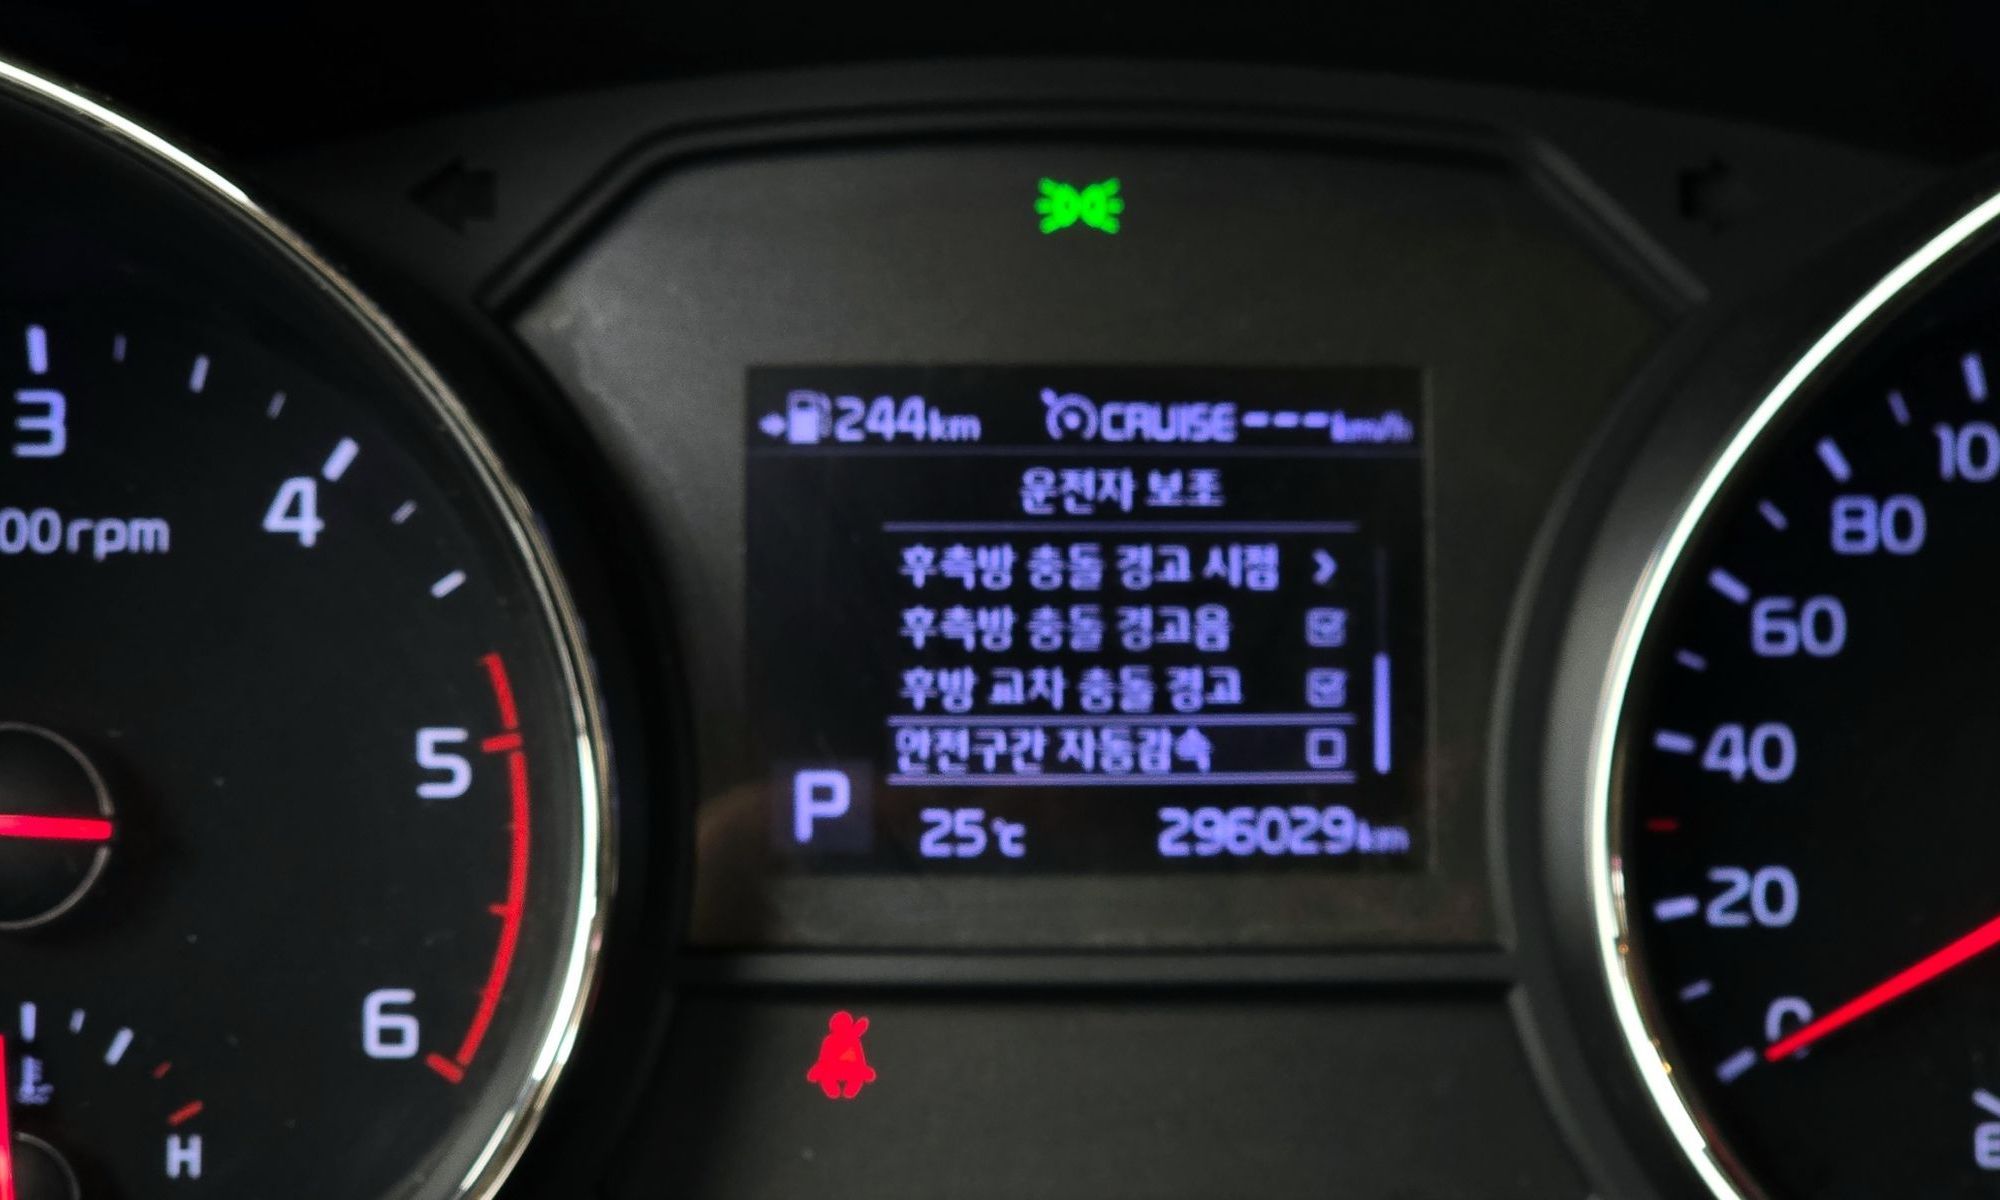 244km CRUISE---km/h
운전자 보조
후측방 충돌 경고 시점 >
후측방 충돌 경고음
후방 교차 충돌 경고
안전구간 자동감속
P 25℃ 296029km
3
4
00rpm
5
6
H
10
80
60
40
20
0
E